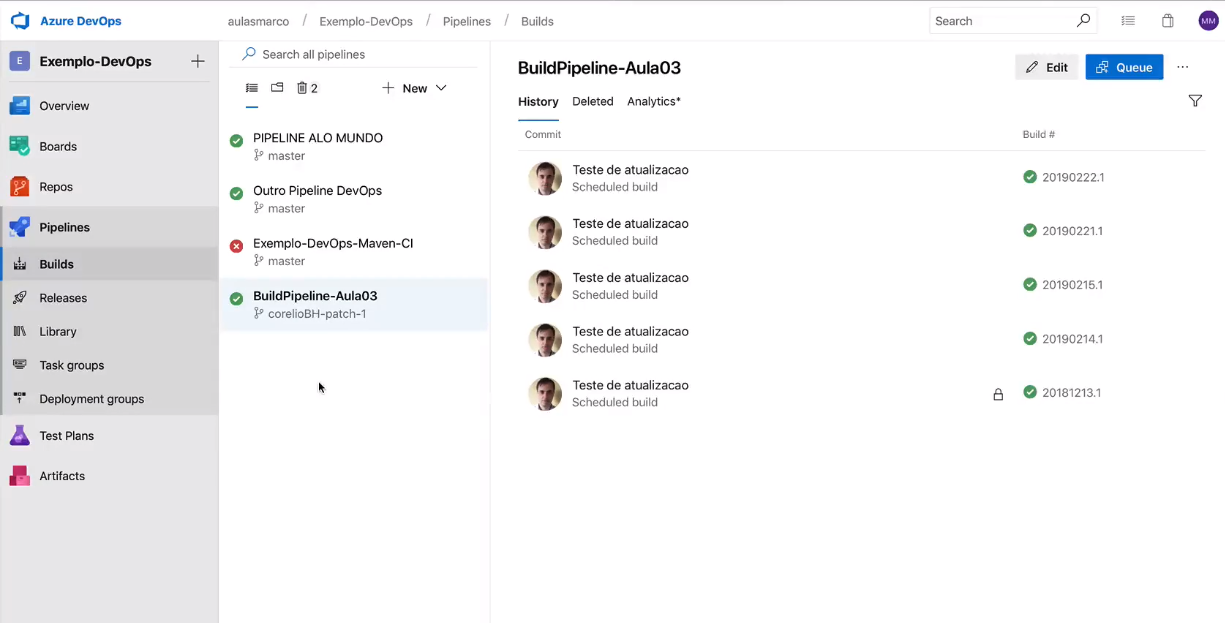 Azure DevOps
aulasmarco / Exemplo-DevOps / Pipelines / Builds
Search
MM
E Exemplo-DevOps
Overview
Boards
Repos
Pipelines
Builds
Releases
Library
Task groups
Deployment groups
Test Plans
Artifacts
Search all pipelines
2
New
PIPELINE ALO MUNDO
master
Outro Pipeline DevOps
master
Exemplo-DevOps-Maven-CI
master
BuildPipeline-Aula03
corelioBH-patch-1
BuildPipeline-Aula03
Edit
Queue
...
History Deleted Analytics*
Commit Build #
Teste de atualizacao
Scheduled build
20190222.1
Teste de atualizacao
Scheduled build
20190221.1
Teste de atualizacao
Scheduled build
20190215.1
Teste de atualizacao
Scheduled build
20190214.1
Teste de atualizacao
Scheduled build
20181213.1